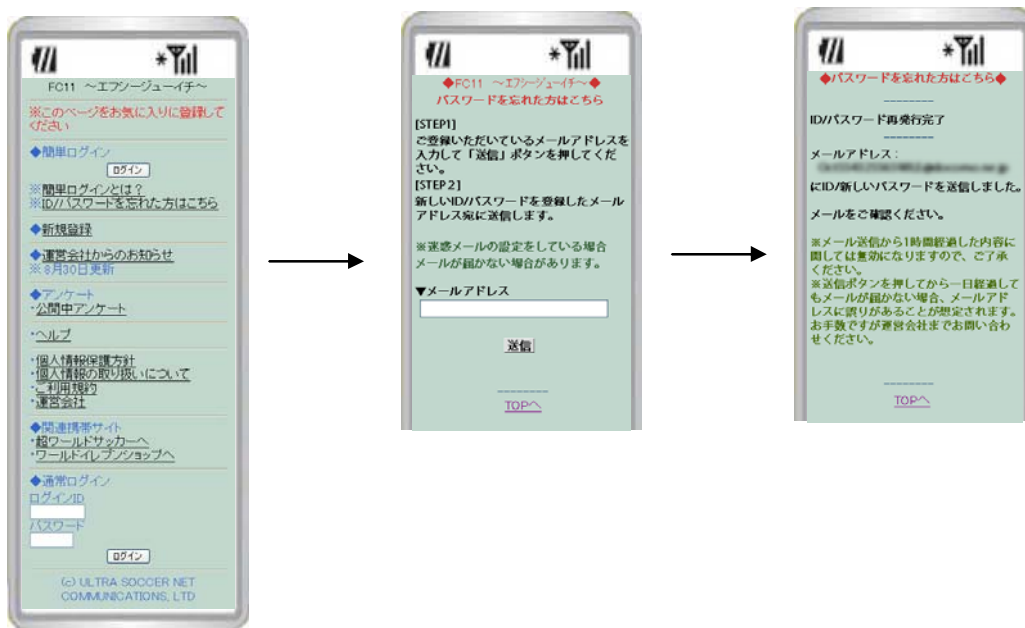 FC11 ～エフシージューイチ～
※このページをお気に入りに登録して
ください
◆簡単ログイン
ログイン
※簡単ログインとは？
※ID/パスワードを忘れた方はこちら
◆新規登録
◆運営会社からのお知らせ
※8月30日更新
◆アンケート
・公開中アンケート
・ヘルプ
・個人情報保護方針
・個人情報の取り扱いについて
・ご利用規約
・運営会社
◆関連携帯サイト
・超ワールドサッカーへ
・ワールドイレブンショップへ
◆通常ログイン
ログインID
パスワード
ログイン
(c) ULTRA SOCCER NET
COMMUNICATIONS, LTD
◆FC11 ～エフシージューイチ～◆
パスワードを忘れた方はこちら
[STEP1]
ご登録いただいているメールアドレスを
入力して「送信」ボタンを押してくだ
さい。
[STEP2]
新しいID/パスワードを登録したメール
アドレス宛に送信します。
※迷惑メールの設定をしている場合
メールが届かない場合があります。
▼メールアドレス
送信
--------
TOPへ
◆パスワードを忘れた方はこちら◆
--------
ID/パスワード再発行完了
--------
メールアドレス：
にID/新しいパスワードを送信しました。
メールをご確認ください。
※メール送信から1時間経過した内容に
関しては無効になりますので、ご了承
ください。
※送信ボタンを押してから一日経過して
もメールが届かない場合、メールアド
レスに誤りがあることが想定されます。
お手数ですが運営会社までお問い合わ
せください。
--------
TOPへ